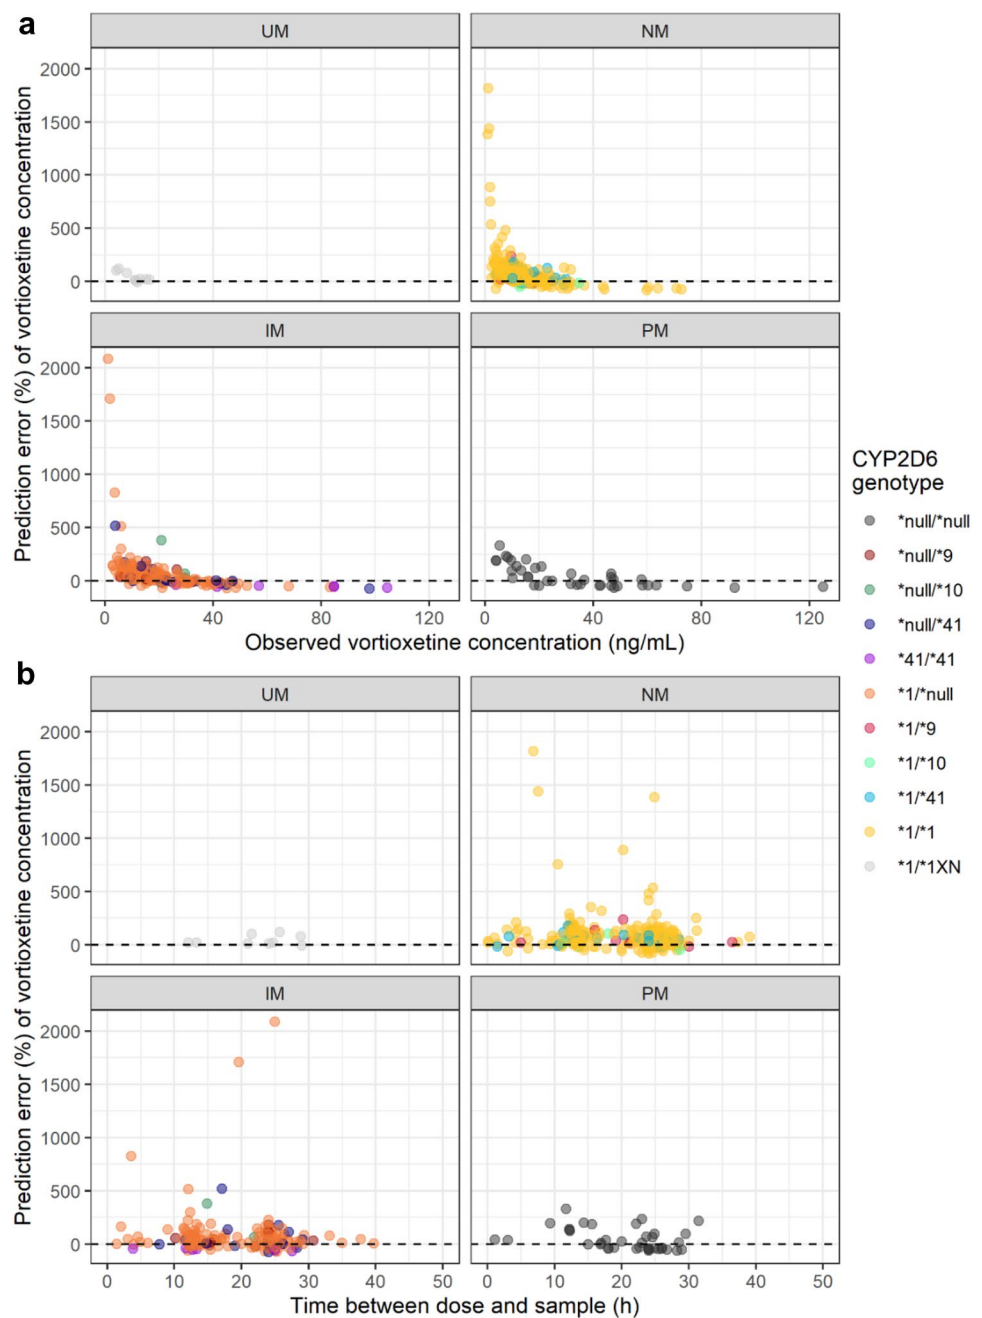 a
UM
NM
2000
1500
1000
500
0
IM
PM
2000
1500
1000
500
0
0
40
80
120
0
40
80
120
Prediction error (%) of vortioxetine concentration
Observed vortioxetine concentration (ng/mL)
b
UM
NM
2000
1500
1000
500
0
IM
PM
2000
1500
1000
500
0
0
10
20
30
40
50
0
10
20
30
40
50
Prediction error (%) of vortioxetine concentration
Time between dose and sample (h)
CYP2D6
genotype
*null/*null
*null/*9
*null/*10
*null/*41
*41/*41
*1/*null
*1/*9
*1/*10
*1/*41
*1/*1
*1/*1XN